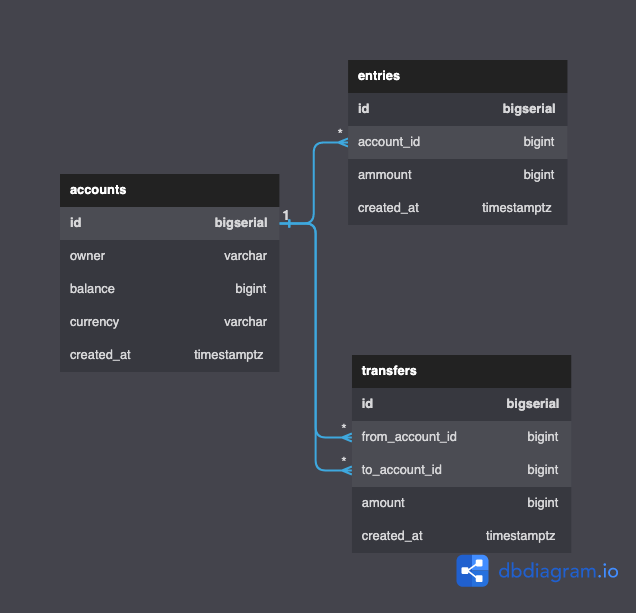 entries
id bigserial
account_id bigint
ammount bigint
created_at timestamptz
accounts
id bigserial
owner varchar
balance bigint
currency varchar
created_at timestamptz
1
*
transfers
id bigserial
* from_account_id bigint
* to_account_id bigint
amount bigint
created_at timestamptz
dbdiagram.io